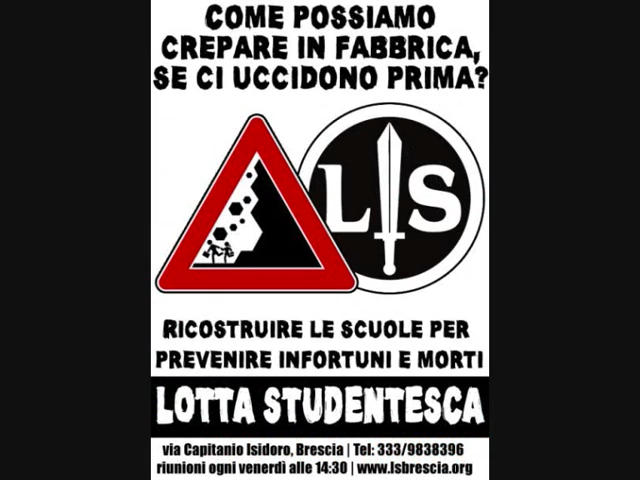 COME POSSIAMO
CREPARE IN FABBRICA,
SE CI UCCIDONO PRIMA?
L S
RICOSTRUIRE LE SCUOLE PER
PREVENIRE INFORTUNI E MORTI
LOTTA STUDENTESCA
via Capitanio Isidoro, Brescia | Tel: 333/9838396
riunioni ogni venerdì alle 14:30 | www.lsbrescia.org